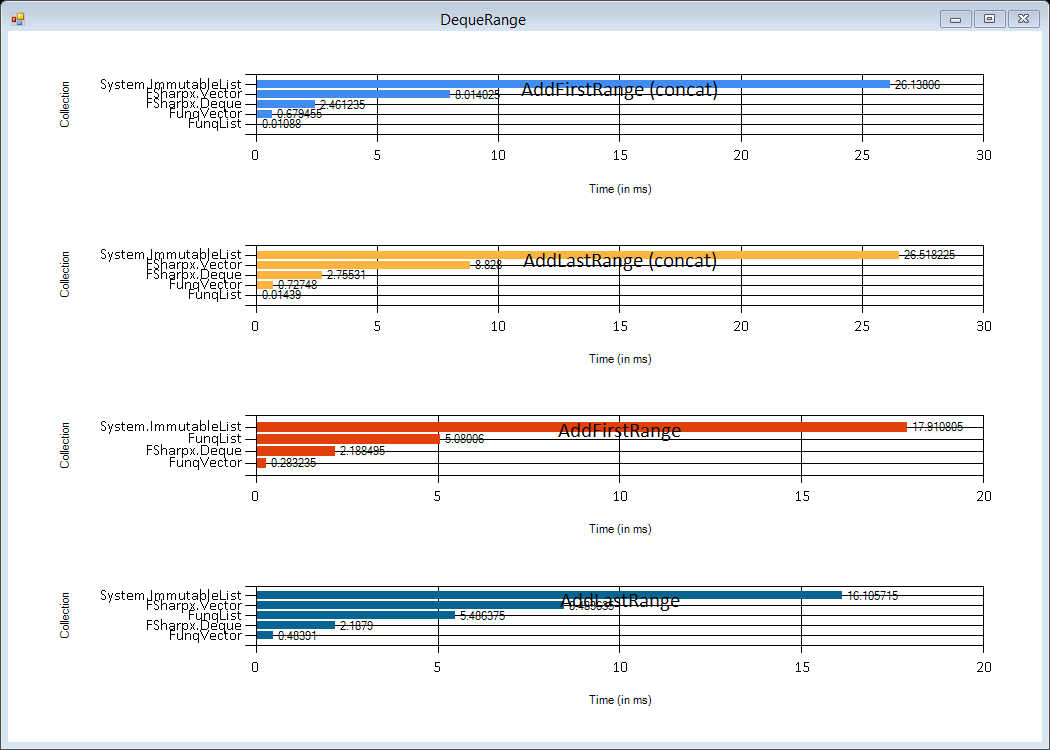 DequeRange
AddFirstRange (concat)
Collection
System.ImmutableList 26.13806
FSharpx.Vector 8.014025
FSharpx.Deque 2.461235
FunqVector 0.679455
FunqList 0.01088
0 5 10 15 20 25 30
Time (in ms)
AddLastRange (concat)
Collection
System.ImmutableList 26.518225
FSharpx.Vector 8.828
FSharpx.Deque 2.75531
FunqVector 0.72748
FunqList 0.01439
0 5 10 15 20 25 30
Time (in ms)
AddFirstRange
Collection
System.ImmutableList 17.910805
FunqList 5.08006
FSharpx.Deque 2.188495
FunqVector 0.283235
0 5 10 15 20
Time (in ms)
AddLastRange
Collection
System.ImmutableList 16.105715
FSharpx.Vector
FunqList 5.486375
FSharpx.Deque 2.1879
FunqVector 0.48391
0 5 10 15 20
Time (in ms)